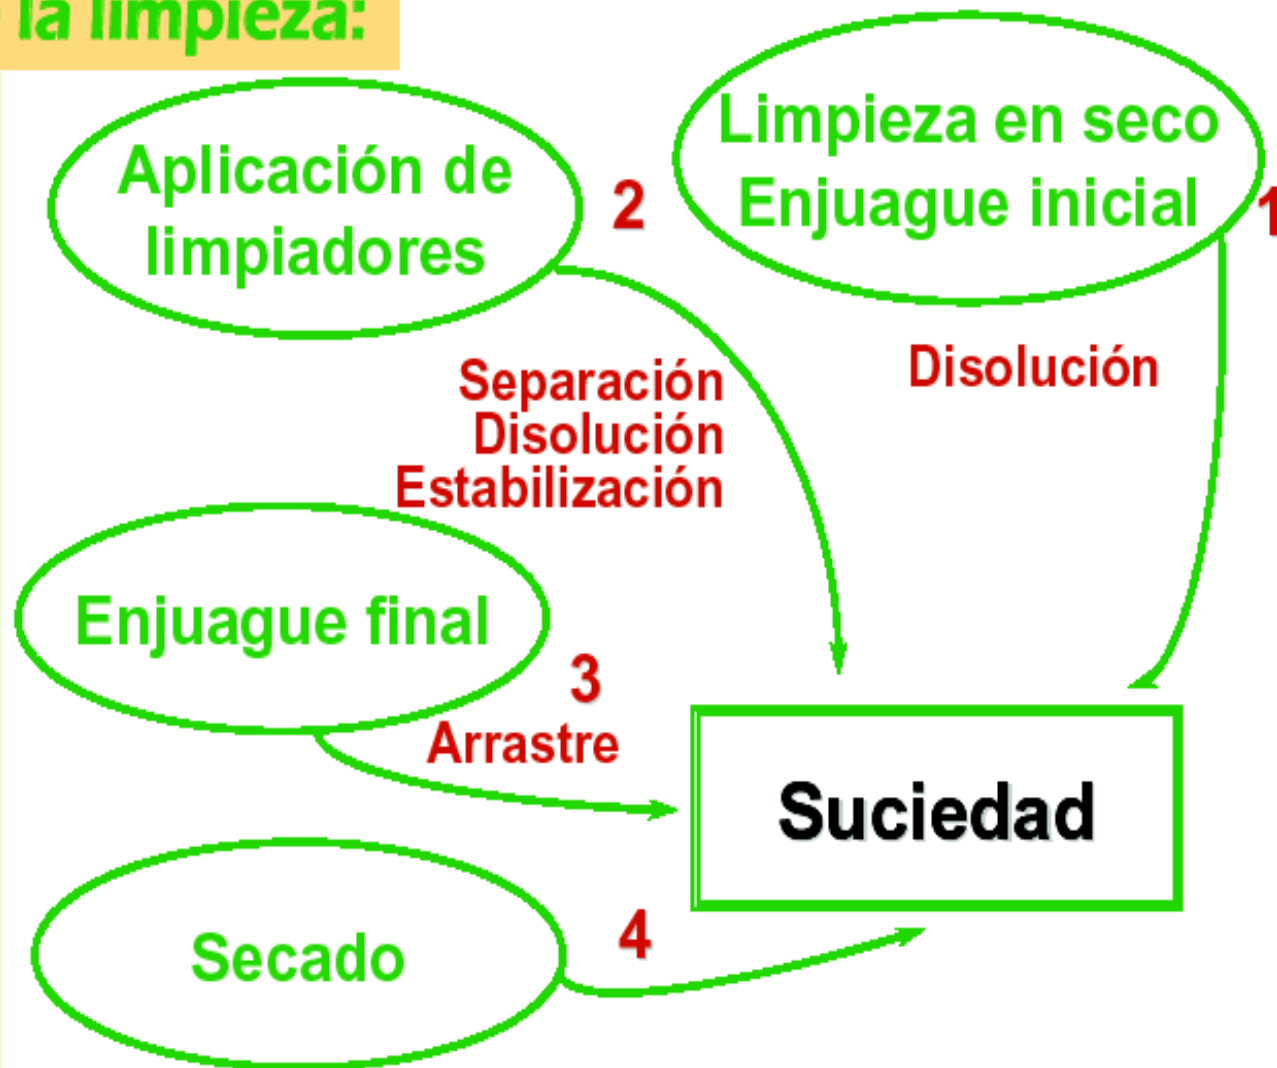 la limpieza:
Limpieza en seco
Enjuague inicial
1
Disolución
Aplicación de
limpiadores
2
Separación
Disolución
Estabilización
Enjuague final
3
Arrastre
Secado
4
Suciedad